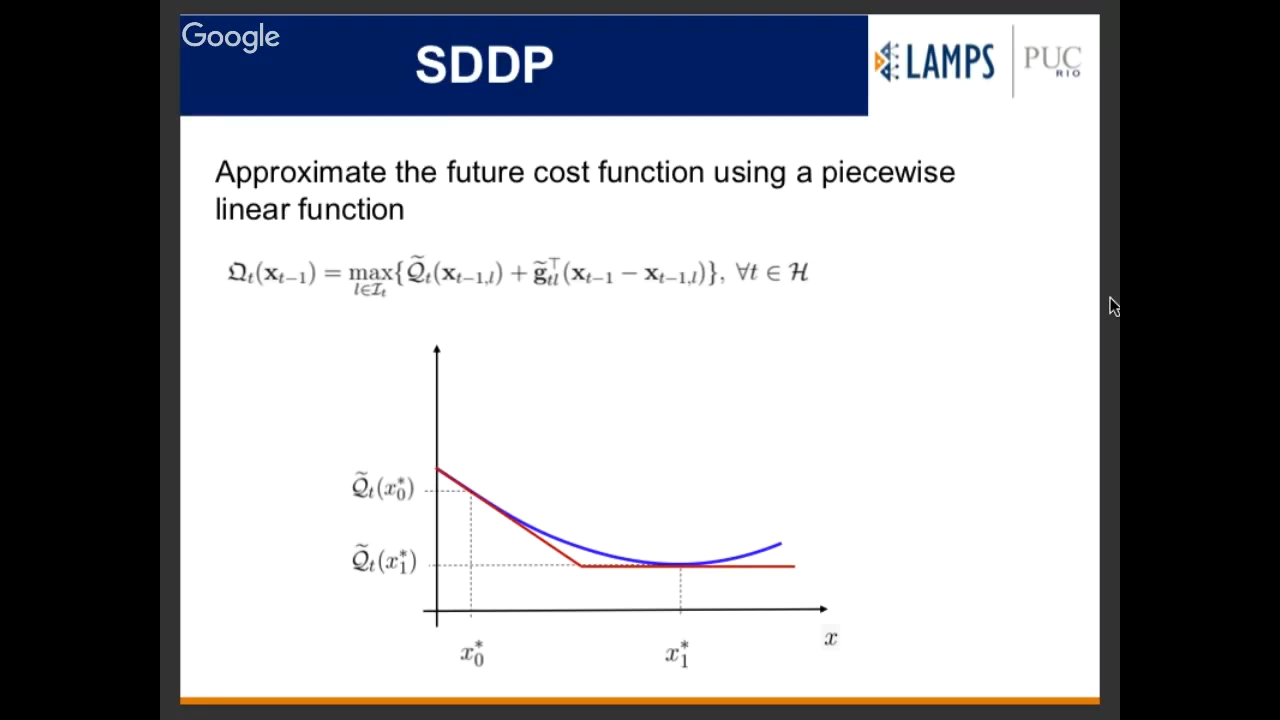 Google
SDDP
LAMPS
PUC
RIO
Approximate the future cost function using a piecewise
linear function
𝔔ₜ(𝐱ₜ₋₁) = max_{l∈ℐₜ}{𝒬̃ₜ(𝐱ₜ₋₁,ₗ) + 𝐠̃ₜₗ^⊤(𝐱ₜ₋₁ − 𝐱ₜ₋₁,ₗ)}, ∀t ∈ ℋ
𝒬̃ₜ(x₀*)
𝒬̃ₜ(x₁*)
x
x₀*
x₁*